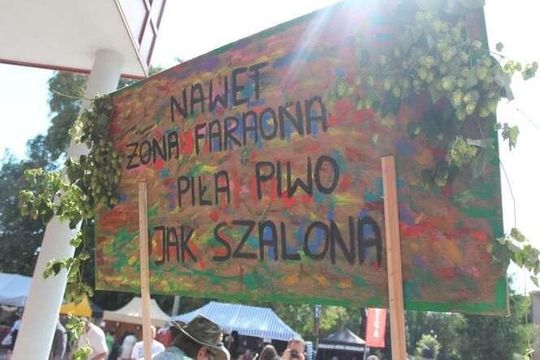 NAWET
ŻONA FARAONA
PIŁA PIWO
JAK SZALONA